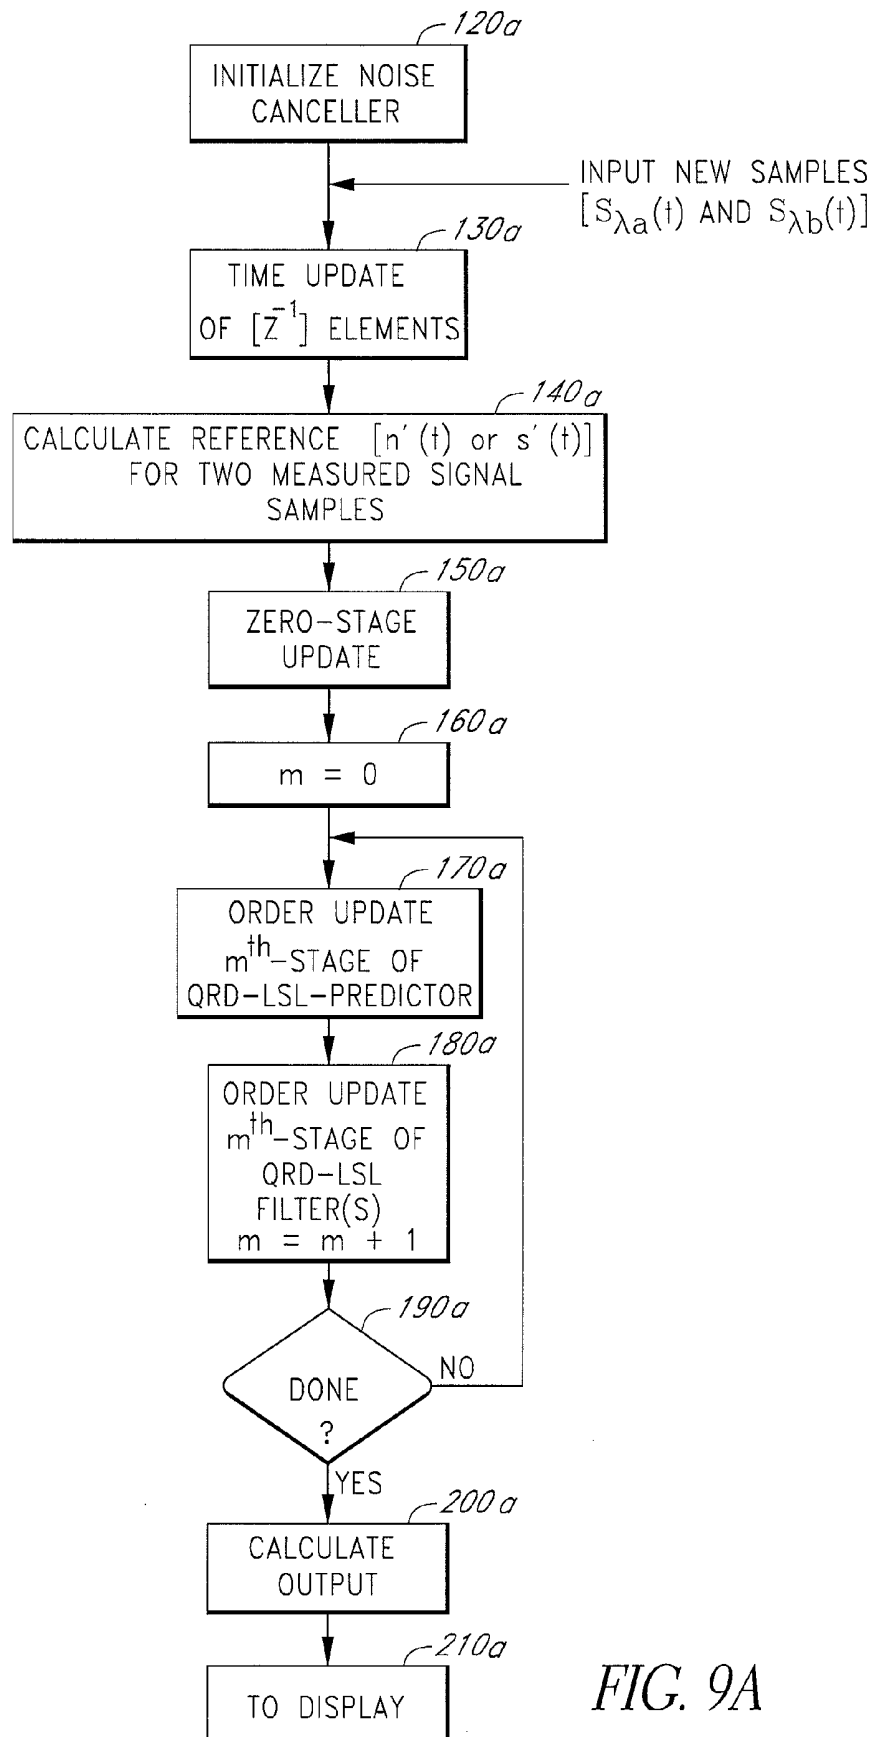 120a
INITIALIZE NOISE
CANCELLER
INPUT NEW SAMPLES
[Sλa(t) AND Sλb(t)]
130a
TIME UPDATE
OF [Z⁻¹] ELEMENTS
140a
CALCULATE REFERENCE [n′(t) or s′(t)]
FOR TWO MEASURED SIGNAL
SAMPLES
150a
ZERO-STAGE
UPDATE
160a
m = 0
170a
ORDER UPDATE
mth-STAGE OF
QRD-LSL-PREDICTOR
180a
ORDER UPDATE
mth-STAGE OF
QRD-LSL
FILTER(S)
m = m + 1
190a
DONE
?
NO
YES
200a
CALCULATE
OUTPUT
210a
TO DISPLAY
FIG. 9A